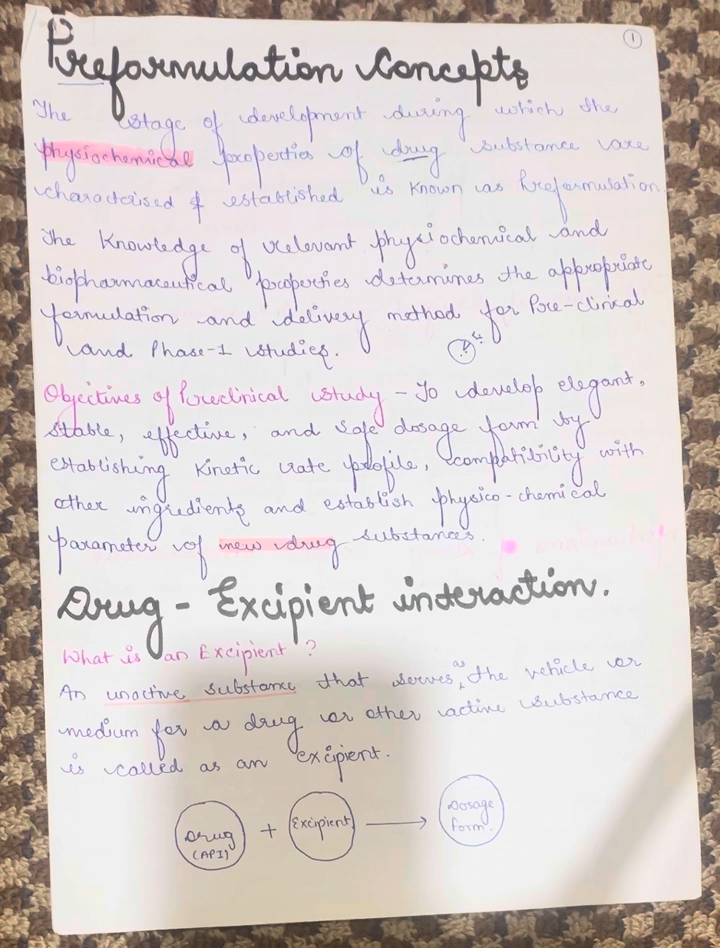 1
Preformulation Concepts
The stage of development during which the
physiochemical properties of drug substance are
characterised & established is known as Preformulation.
The knowledge of relevant physiochemical and
biopharmaceutical properties determines the appropriate
formulation and delivery method for Pre-clinical
and Phase-1 studies.
Objectives of Preclinical study - To develop elegant,
stable, effective, and safe dosage form by
establishing kinetic rate profile, compatibility with
other ingredients and establish physico-chemical
parameter of new drug substances.
Drug - Excipient interaction.
What is an Excipient ?
An unactive substance that serves as the vehicle or
medium for a drug or other active substance
is called as an excipient.
Drug (API) + Excipient → Dosage form.